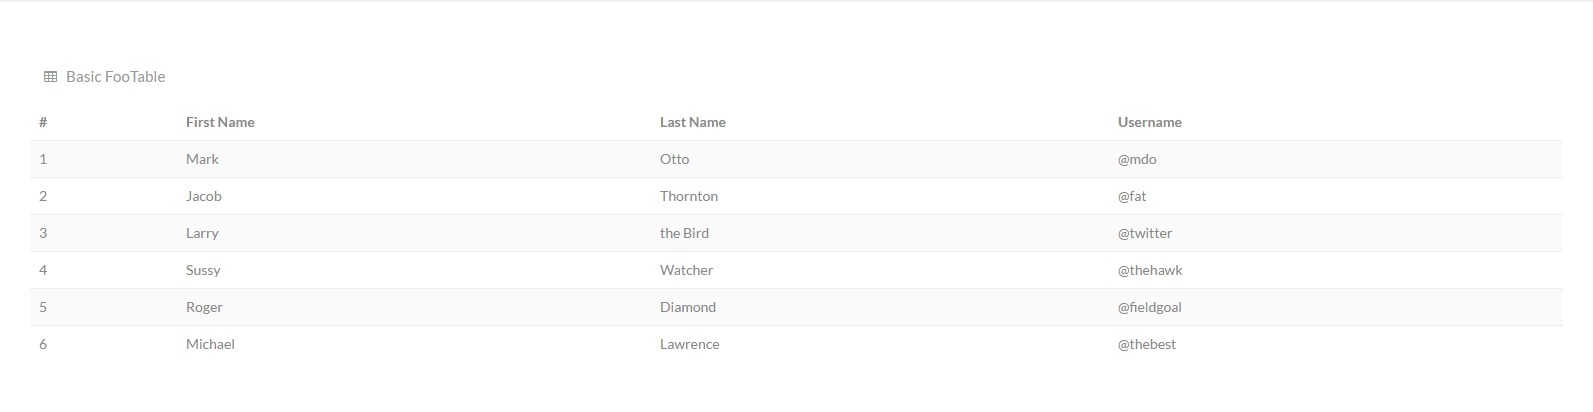 Basic FooTable
# First Name Last Name Username
1 Mark Otto @mdo
2 Jacob Thornton @fat
3 Larry the Bird @twitter
4 Sussy Watcher @thehawk
5 Roger Diamond @fieldgoal
6 Michael Lawrence @thebest